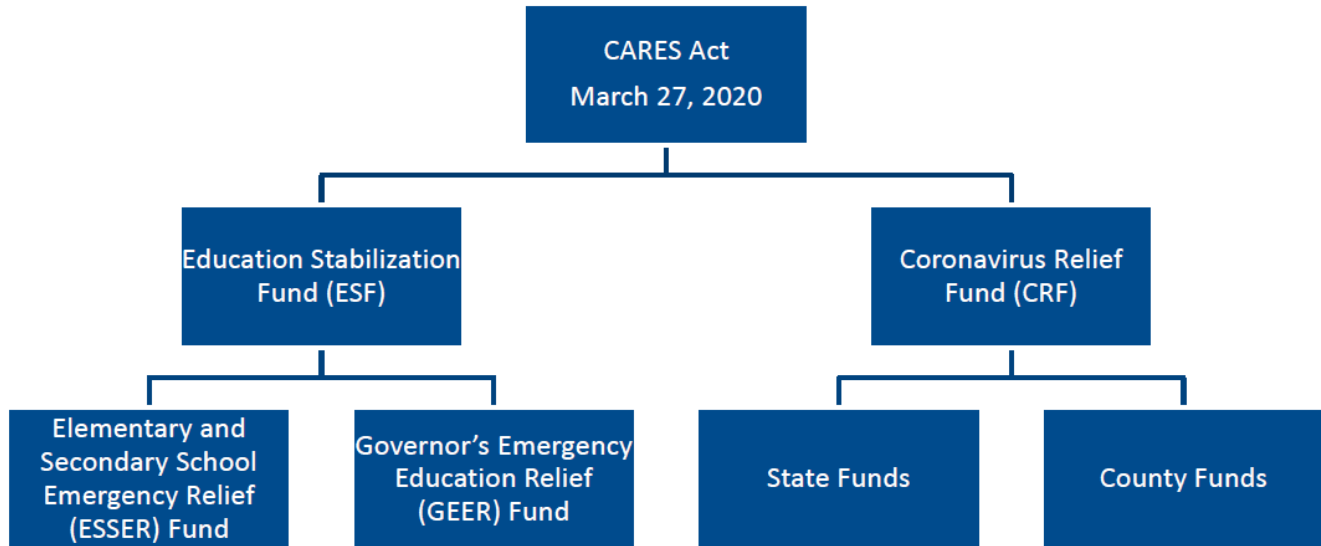 CARES Act
March 27, 2020
Education Stabilization
Fund (ESF)
Coronavirus Relief
Fund (CRF)
Elementary and
Secondary School
Emergency Relief
(ESSER) Fund
Governor’s Emergency
Education Relief
(GEER) Fund
State Funds
County Funds